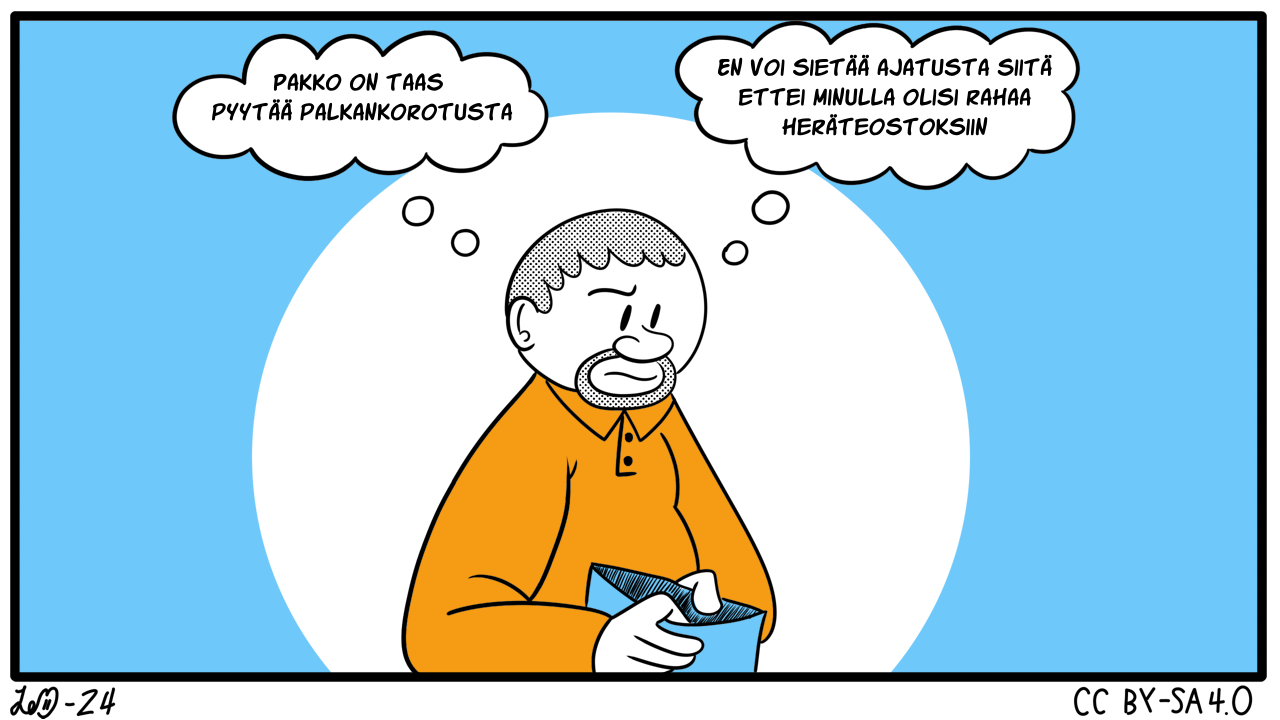 PAKKO ON TAAS
PYYTÄÄ PALKANKOROTUSTA
EN VOI SIETÄÄ AJATUSTA SIITÄ
ETTEI MINULLA OLISI RAHAA
HERÄTEOSTOKSIIN
-24
CC BY-SA 4.0